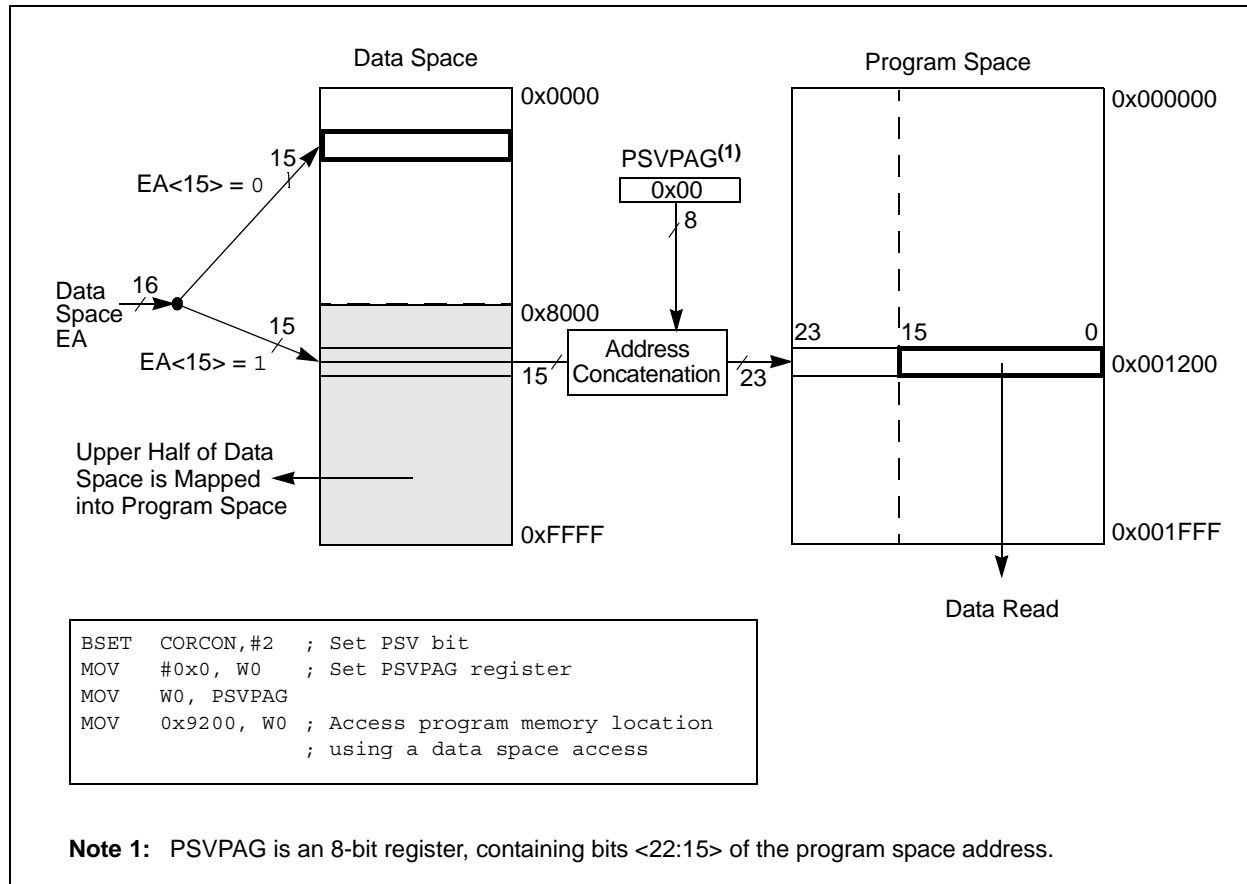 Data Space
Program Space
0x0000
0x000000
15
PSVPAG(1)
EA<15> = 0
0x00
8
16
Data
Space
EA
0x8000
15
EA<15> = 1
23
15
0
Address
Concatenation
15
23
0x001200
Upper Half of Data
Space is Mapped
into Program Space
0xFFFF
0x001FFF
Data Read
BSET CORCON,#2 ; Set PSV bit
MOV #0x0, W0 ; Set PSVPAG register
MOV W0, PSVPAG
MOV 0x9200, W0 ; Access program memory location
; using a data space access
Note 1: PSVPAG is an 8-bit register, containing bits <22:15> of the program space address.